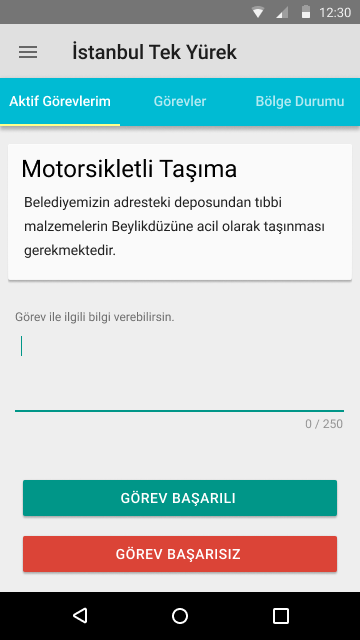 12:30
İstanbul Tek Yürek
Aktif Görevlerim
Görevler
Bölge Durumu
Motorsikletli Taşıma
Belediyemizin adresteki deposundan tıbbi
malzemelerin Beylikdüzüne acil olarak taşınması
gerekmektedir.
Görev ile ilgili bilgi verebilirsin.
0 / 250
GÖREV BAŞARILI
GÖREV BAŞARISIZ